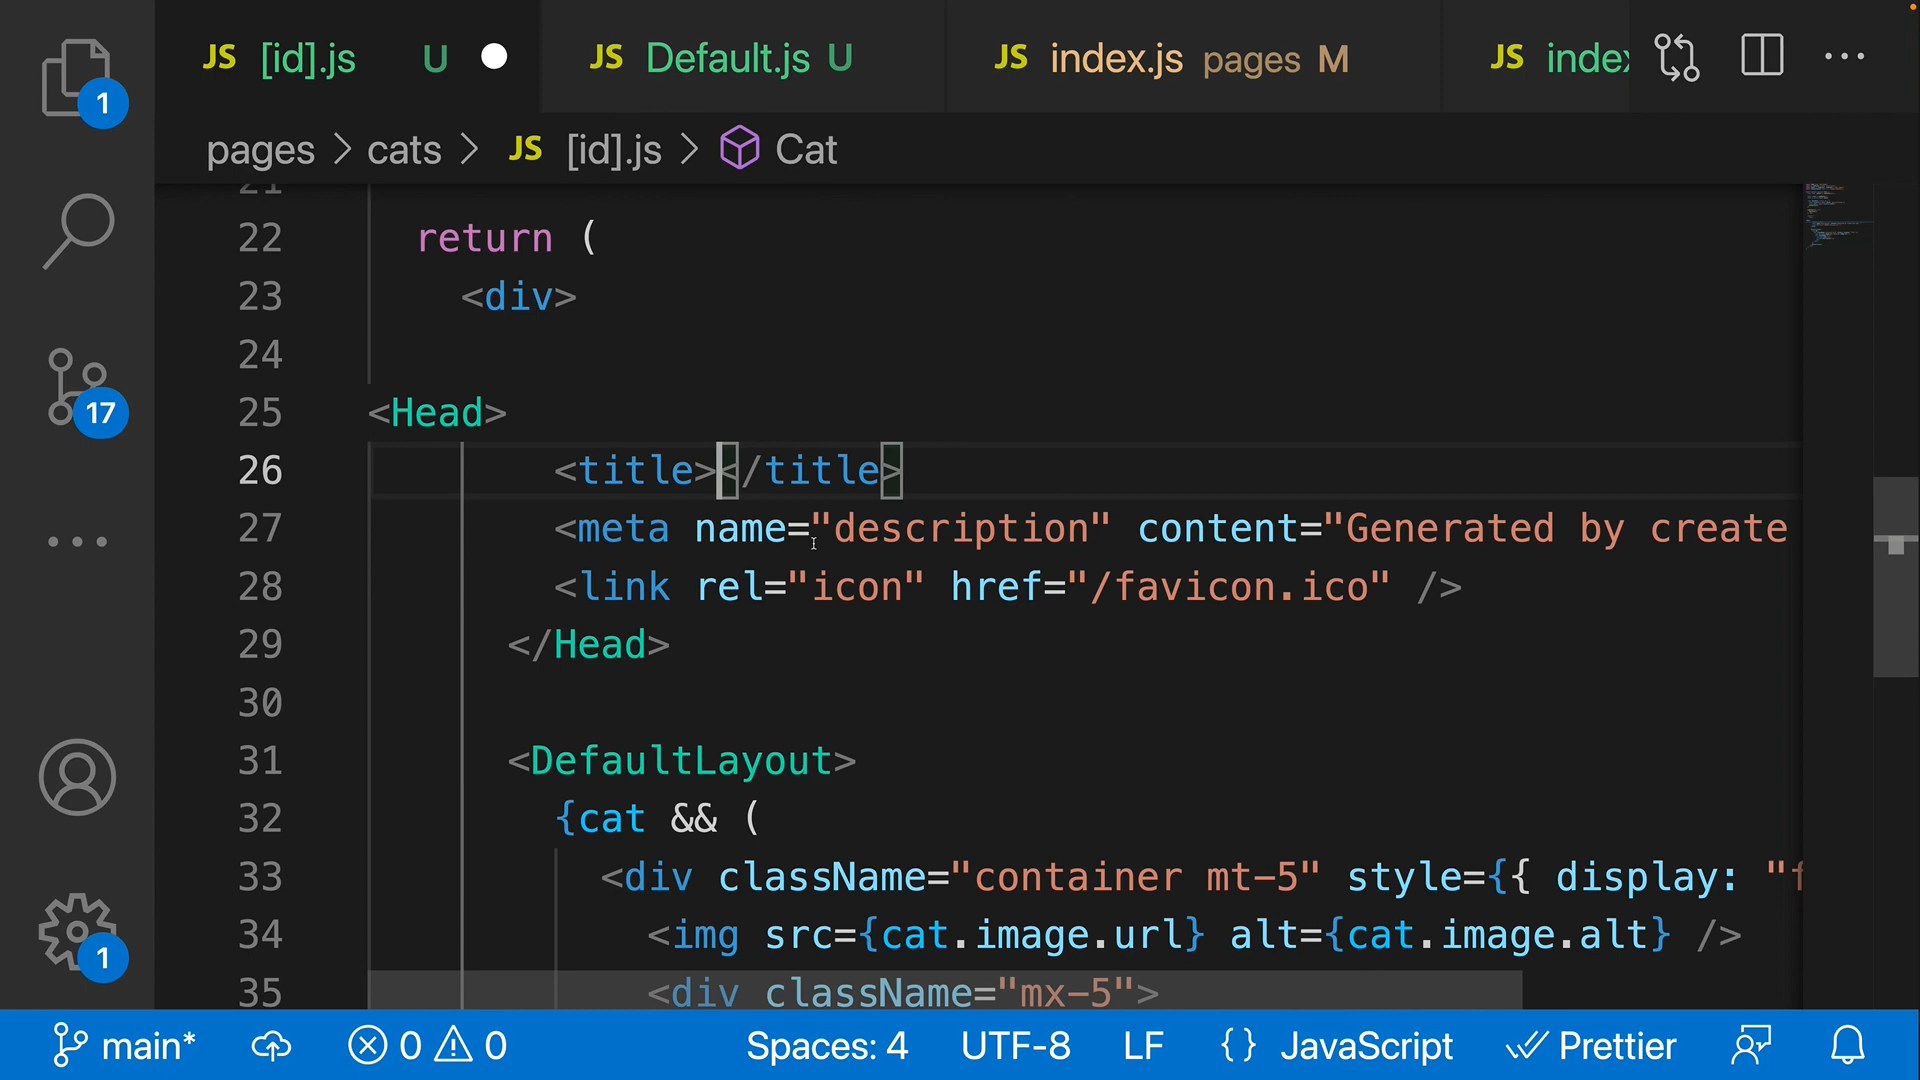 JS [id].js U JS Default.js U JS index.js pages M JS index
pages > cats > JS [id].js > Cat
21
22 return (
23 <div>
24
25 <Head>
26 <title></title>
27 <meta name="description" content="Generated by create
28 <link rel="icon" href="/favicon.ico" />
29 </Head>
30
31 <DefaultLayout>
32 {cat && (
33 <div className="container mt-5" style={{ display: "f
34 <img src={cat.image.url} alt={cat.image.alt} />
35 <div className="mx-5">
1
17
1
main* 0 0 Spaces: 4 UTF-8 LF {} JavaScript Prettier